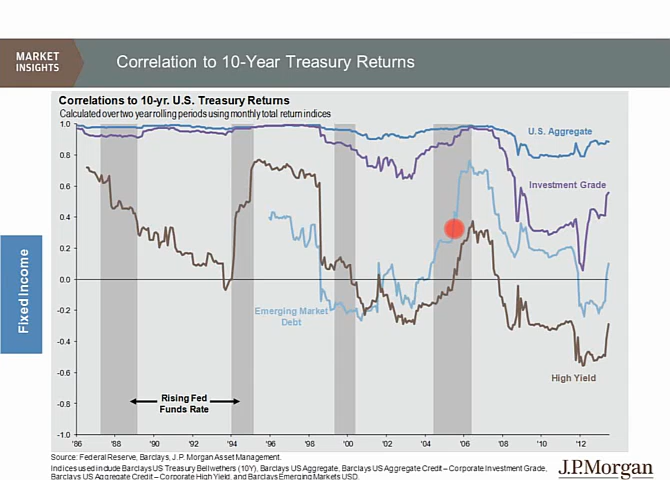 MARKET
INSIGHTS
Correlation to 10-Year Treasury Returns
Correlations to 10-yr. U.S. Treasury Returns
Calculated over two year rolling periods using monthly total return indices
1.0
0.8
0.6
0.4
0.2
0.0
-0.2
-0.4
-0.6
-0.8
-1.0
U.S. Aggregate
Investment Grade
Emerging Market
Debt
High Yield
Rising Fed
Funds Rate
'86 '88 '90 '92 '94 '96 '98 '00 '02 '04 '06 '08 '10 '12
Fixed Income
Source: Federal Reserve, Barclays, J.P. Morgan Asset Management.
Indices used include Barclays US Treasury Bellwethers (10Y), Barclays US Aggregate, Barclays US Aggregate Credit – Corporate Investment Grade,
Barclays US Aggregate Credit – Corporate High Yield, and Barclays Emerging Markets USD.
J.P.Morgan